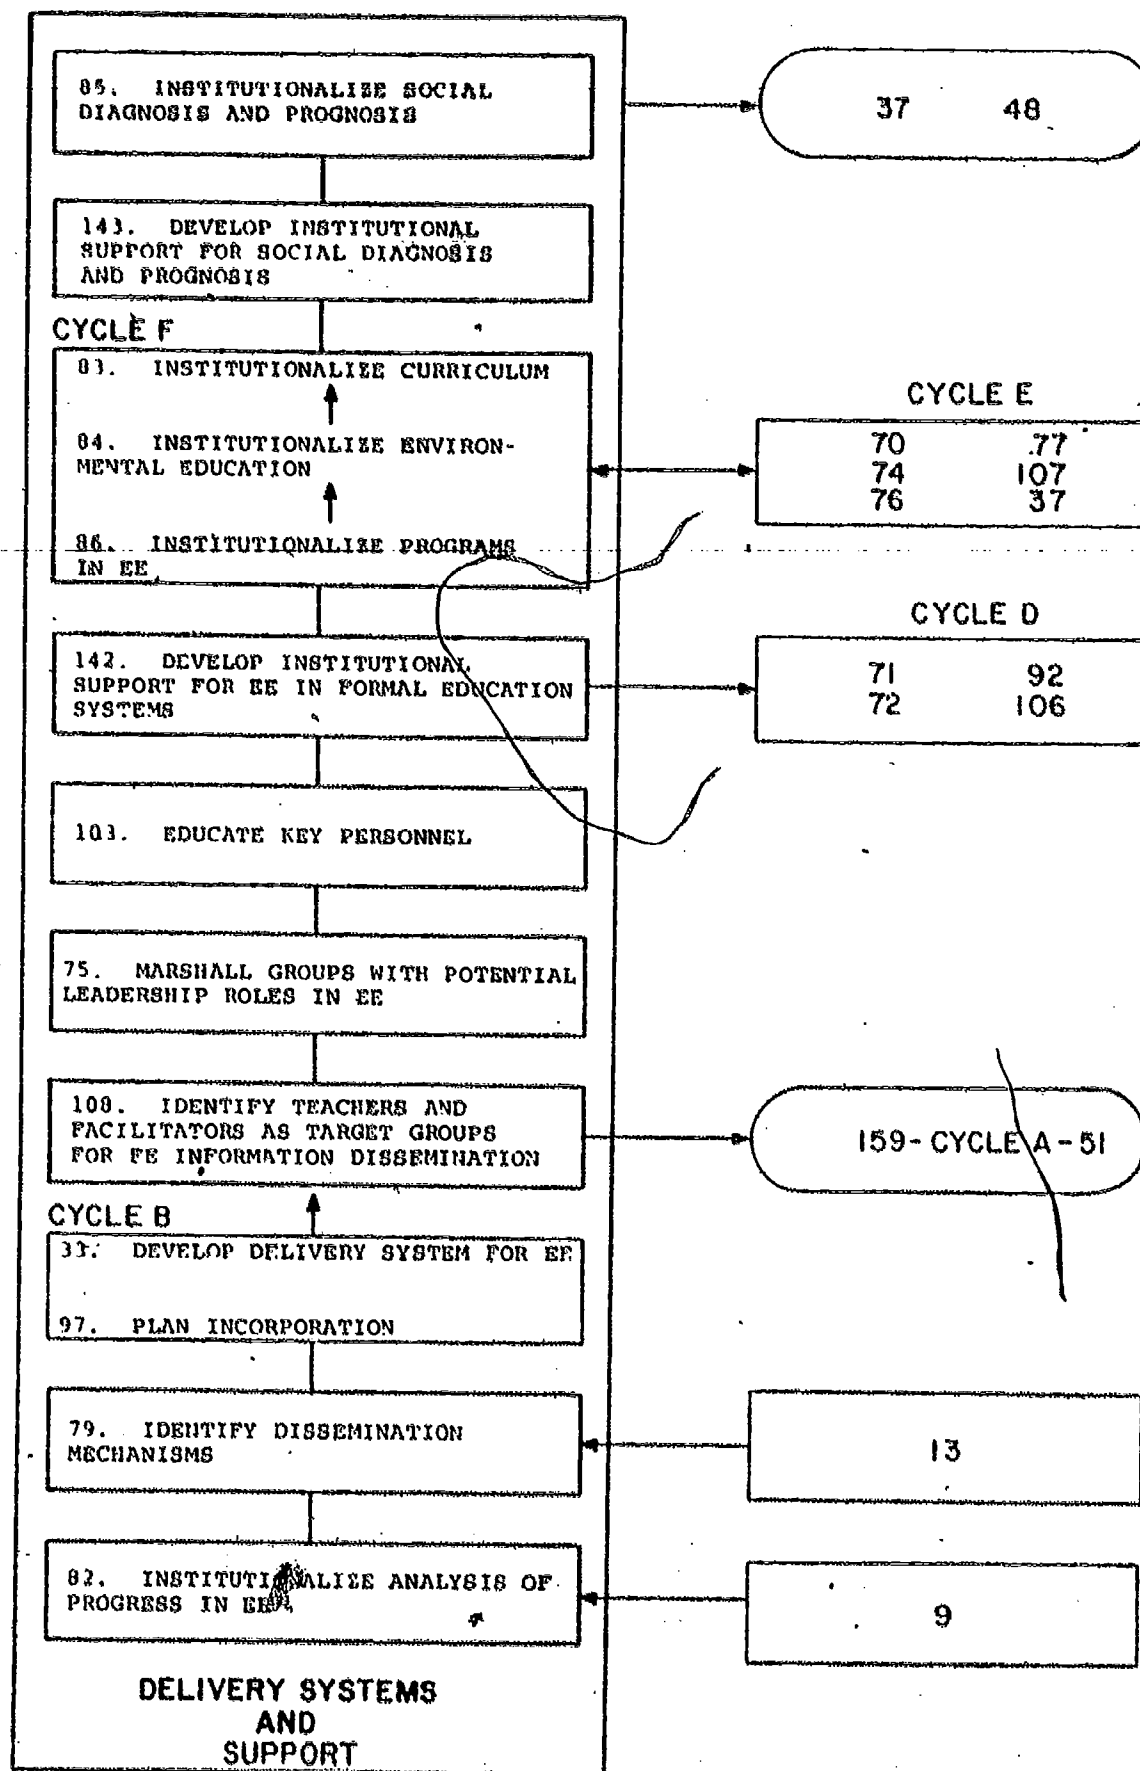 85. INSTITUTIONALIZE SOCIAL
DIAGNOSIS AND PROGNOSIS
37 48
143. DEVELOP INSTITUTIONAL
SUPPORT FOR SOCIAL DIAGNOSIS
AND PROGNOSIS
CYCLE F
83. INSTITUTIONALIZE CURRICULUM
84. INSTITUTIONALIZE ENVIRON-
MENTAL EDUCATION
86. INSTITUTIONALIZE PROGRAMS
IN EE
CYCLE E
70 77
74 107
76 37
142. DEVELOP INSTITUTIONAL
SUPPORT FOR EE IN FORMAL EDUCATION
SYSTEMS
CYCLE D
71 92
72 106
103. EDUCATE KEY PERSONNEL
75. MARSHALL GROUPS WITH POTENTIAL
LEADERSHIP ROLES IN EE
108. IDENTIFY TEACHERS AND
FACILITATORS AS TARGET GROUPS
FOR EE INFORMATION DISSEMINATION
159-CYCLE A-51
CYCLE B
33. DEVELOP DELIVERY SYSTEM FOR EE
97. PLAN INCORPORATION
79. IDENTIFY DISSEMINATION
MECHANISMS
13
82. INSTITUTIONALIZE ANALYSIS OF
PROGRESS IN EE
9
DELIVERY SYSTEMS
AND
SUPPORT